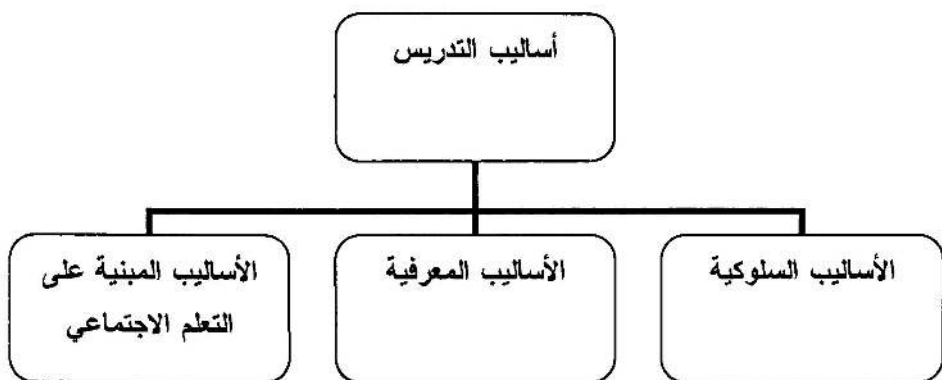 أساليب التدريس
الأساليب السلوكية
الأساليب المعرفية
الأساليب المبنية على
التعلم الاجتماعي